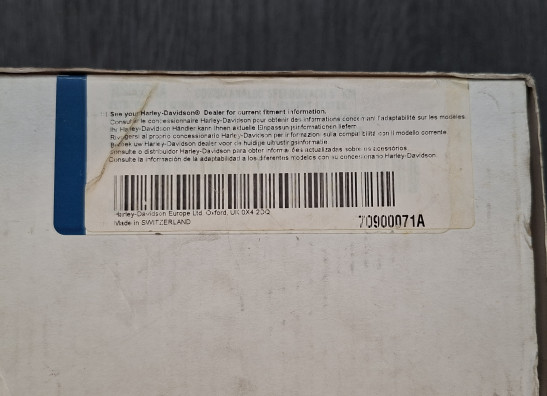 See your Harley-Davidson® Dealer for current fitment information.
Consulter le concessionnaire Harley-Davidson pour obtenir des informations concernant l'adaptabilité sur les modèles
Ihr Harley-Davidson Händler kann Ihnen aktuelle Einpassungsinformationen liefern
Rivolgersi al proprio concessionario Harley-Davidson per informazioni sulla compatibilità con il modello corrente.
Bezoek uw Harley-Davidson dealer voor de huidige uitrustingsinformatie
Consulte o distribuidor Harley-Davidson para obter informações actualizadas sobre os acessórios.
Consulte la información de la adaptabilidad a los diferentes modelos con su concesionario Harley-Davidson.
Harley-Davidson Europe Ltd. Oxford, UK OX4 2DQ
Made in SWITZERLAND
70900071A